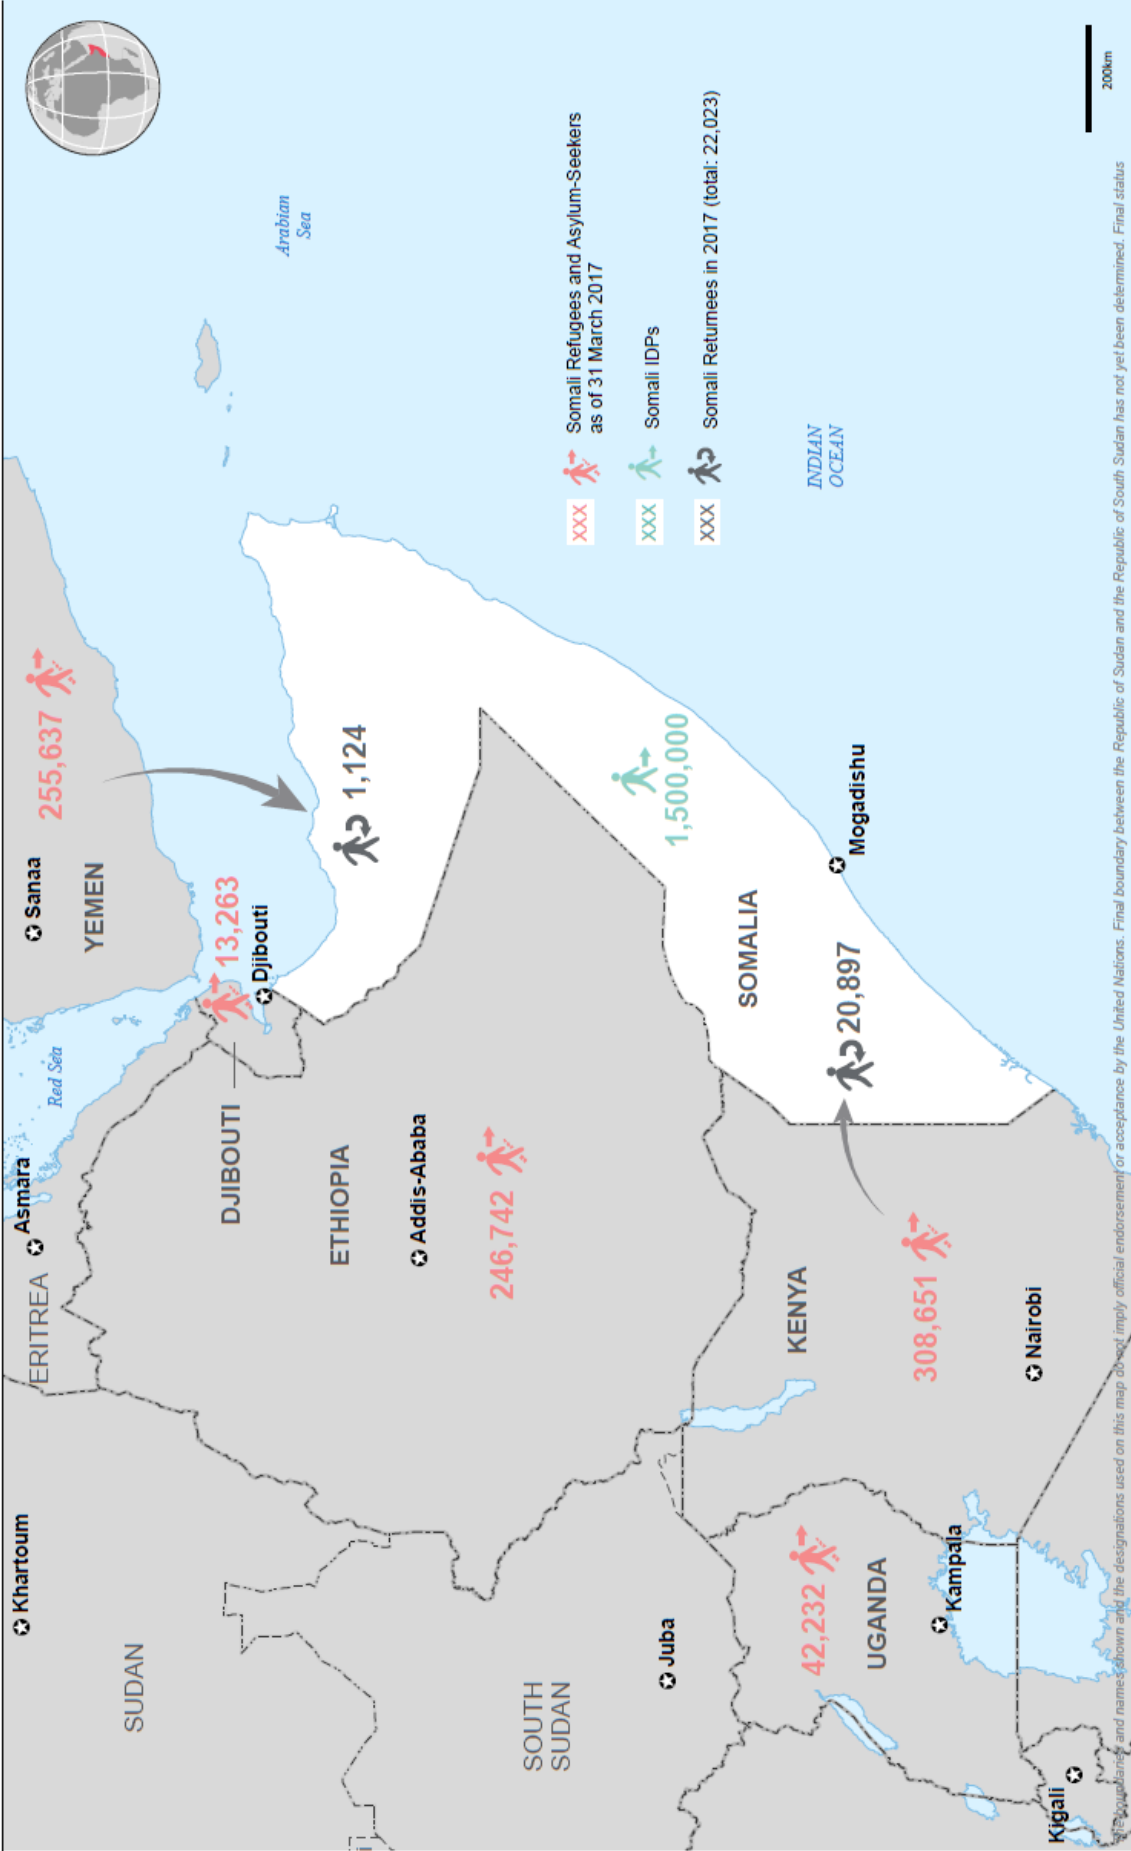 Khartoum
ERITREA
Asmara
Sanaa
255,637
SUDAN
Red Sea
YEMEN
DJIBOUTI
13,263
Djibouti
Arabian
Sea
ETHIOPIA
1,124
Addis-Ababa
246,742
SOUTH
SUDAN
XXX
Somali Refugees and Asylum-Seekers
as of 31 March 2017
XXX
Somali IDPs
XXX
Somali Returnees in 2017 (total: 22,023)
Juba
1,500,000
SOMALIA
KENYA
42,232
INDIAN
OCEAN
UGANDA
20,897
Mogadishu
308,651
Kampala
Nairobi
Kigali
200km
The boundaries and names shown and the designations used on this map do not imply official endorsement or acceptance by the United Nations. Final boundary between the Republic of Sudan and the Republic of South Sudan has not yet been determined. Final status